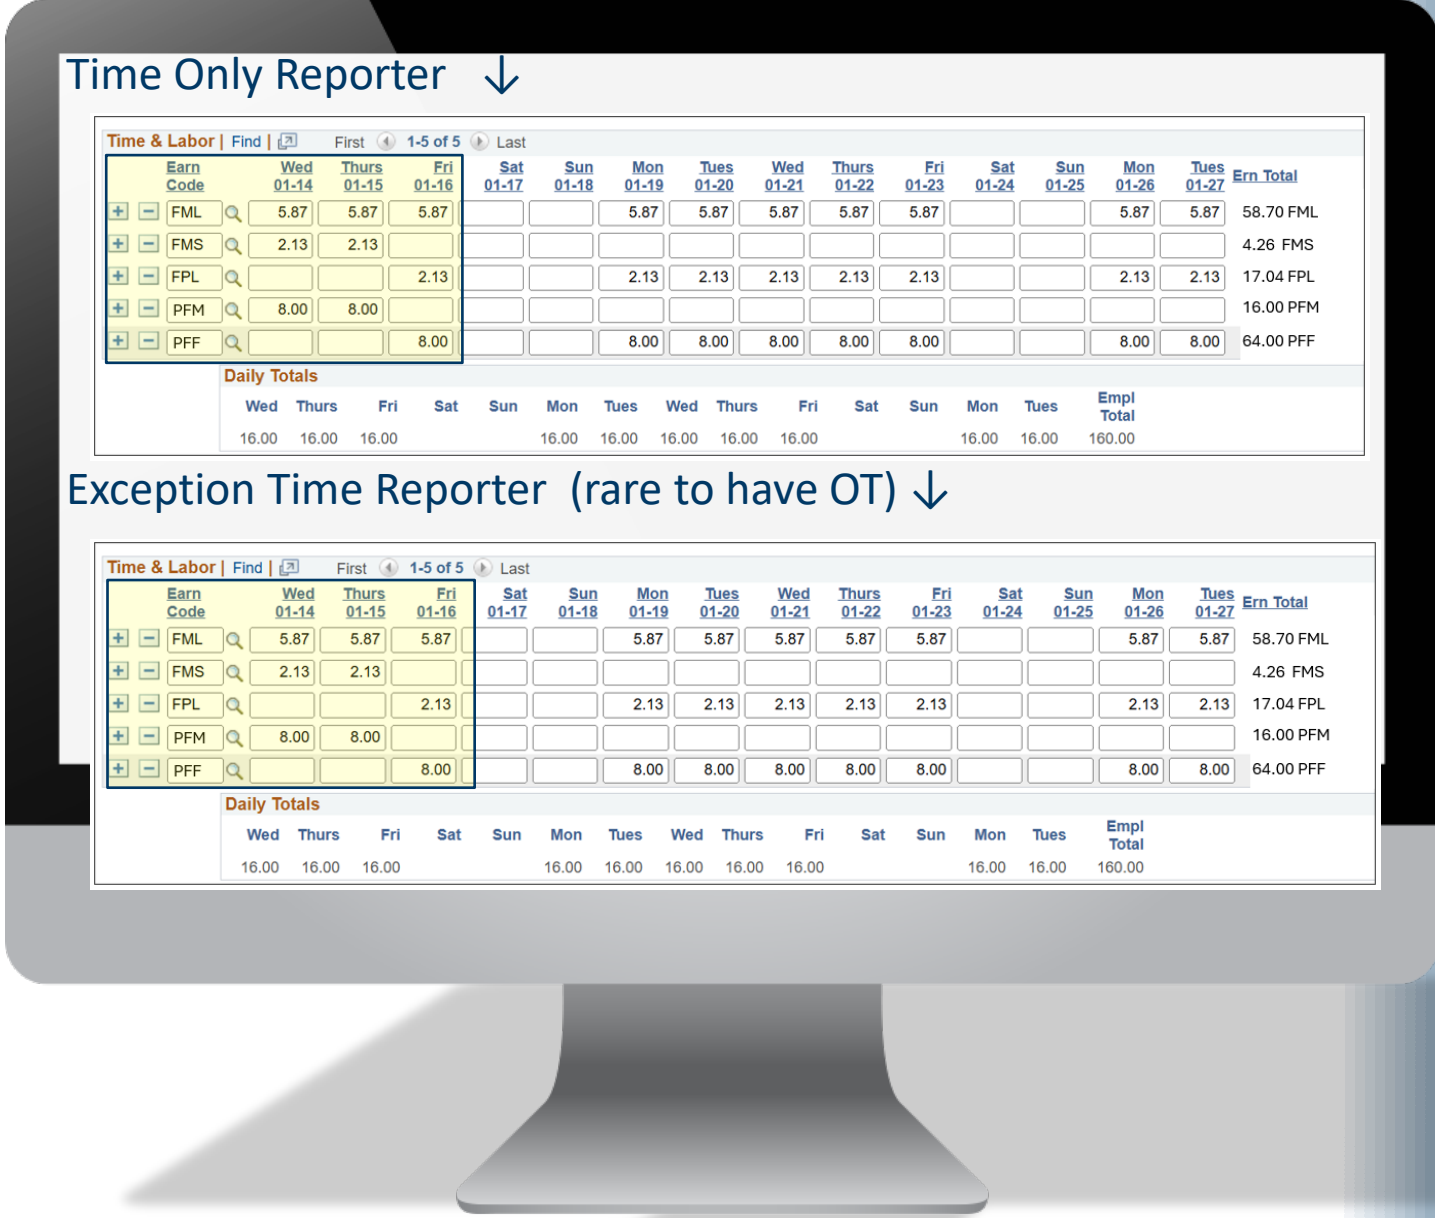 Time Only Reporter ↓
Time & Labor | Find | First 1-5 of 5 Last
Earn Code Wed 01-14 Thurs 01-15 Fri 01-16 Sat 01-17 Sun 01-18 Mon 01-19 Tues 01-20 Wed 01-21 Thurs 01-22 Fri 01-23 Sat 01-24 Sun 01-25 Mon 01-26 Tues 01-27 Ern Total
+ − FML 5.87 5.87 5.87 5.87 5.87 5.87 5.87 5.87 5.87 5.87 58.70 FML
+ − FMS 2.13 2.13 4.26 FMS
+ − FPL 2.13 2.13 2.13 2.13 2.13 2.13 2.13 2.13 17.04 FPL
+ − PFM 8.00 8.00 16.00 PFM
+ − PFF 8.00 8.00 8.00 8.00 8.00 8.00 8.00 8.00 64.00 PFF
Daily Totals
Wed Thurs Fri Sat Sun Mon Tues Wed Thurs Fri Sat Sun Mon Tues Empl Total
16.00 16.00 16.00 16.00 16.00 16.00 16.00 16.00 16.00 16.00 160.00
Exception Time Reporter (rare to have OT) ↓
Time & Labor | Find | First 1-5 of 5 Last
Earn Code Wed 01-14 Thurs 01-15 Fri 01-16 Sat 01-17 Sun 01-18 Mon 01-19 Tues 01-20 Wed 01-21 Thurs 01-22 Fri 01-23 Sat 01-24 Sun 01-25 Mon 01-26 Tues 01-27 Ern Total
+ − FML 5.87 5.87 5.87 5.87 5.87 5.87 5.87 5.87 5.87 5.87 58.70 FML
+ − FMS 2.13 2.13 4.26 FMS
+ − FPL 2.13 2.13 2.13 2.13 2.13 2.13 2.13 2.13 17.04 FPL
+ − PFM 8.00 8.00 16.00 PFM
+ − PFF 8.00 8.00 8.00 8.00 8.00 8.00 8.00 8.00 64.00 PFF
Daily Totals
Wed Thurs Fri Sat Sun Mon Tues Wed Thurs Fri Sat Sun Mon Tues Empl Total
16.00 16.00 16.00 16.00 16.00 16.00 16.00 16.00 16.00 16.00 160.00